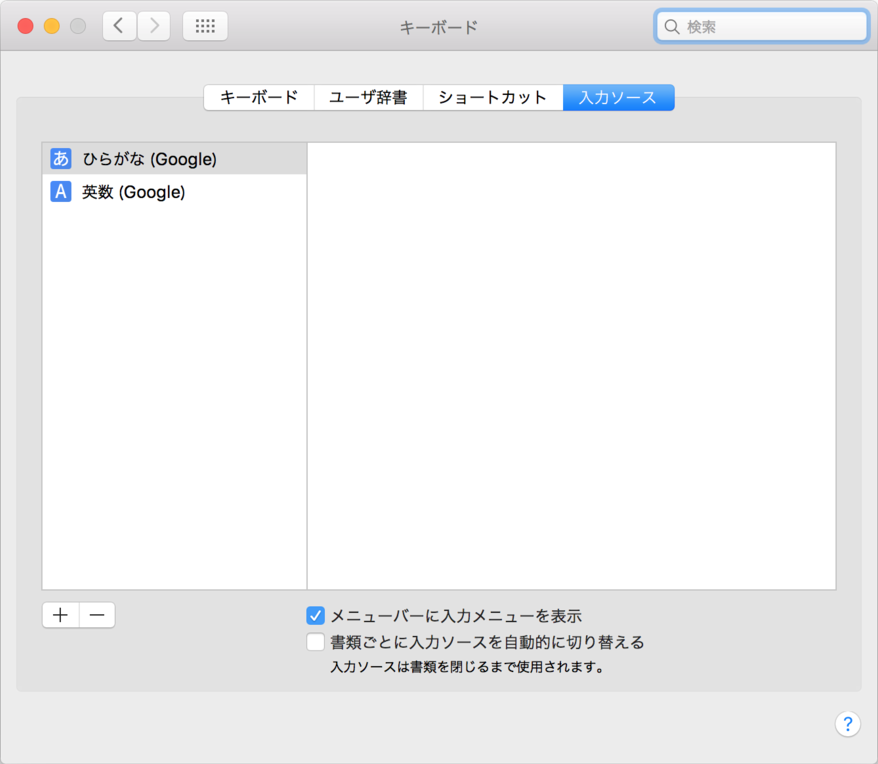 キーボード
検索
キーボード
ユーザ辞書
ショートカット
入力ソース
あ ひらがな (Google)
A 英数 (Google)
メニューバーに入力メニューを表示
書類ごとに入力ソースを自動的に切り替える
入力ソースは書類を閉じるまで使用されます。
?